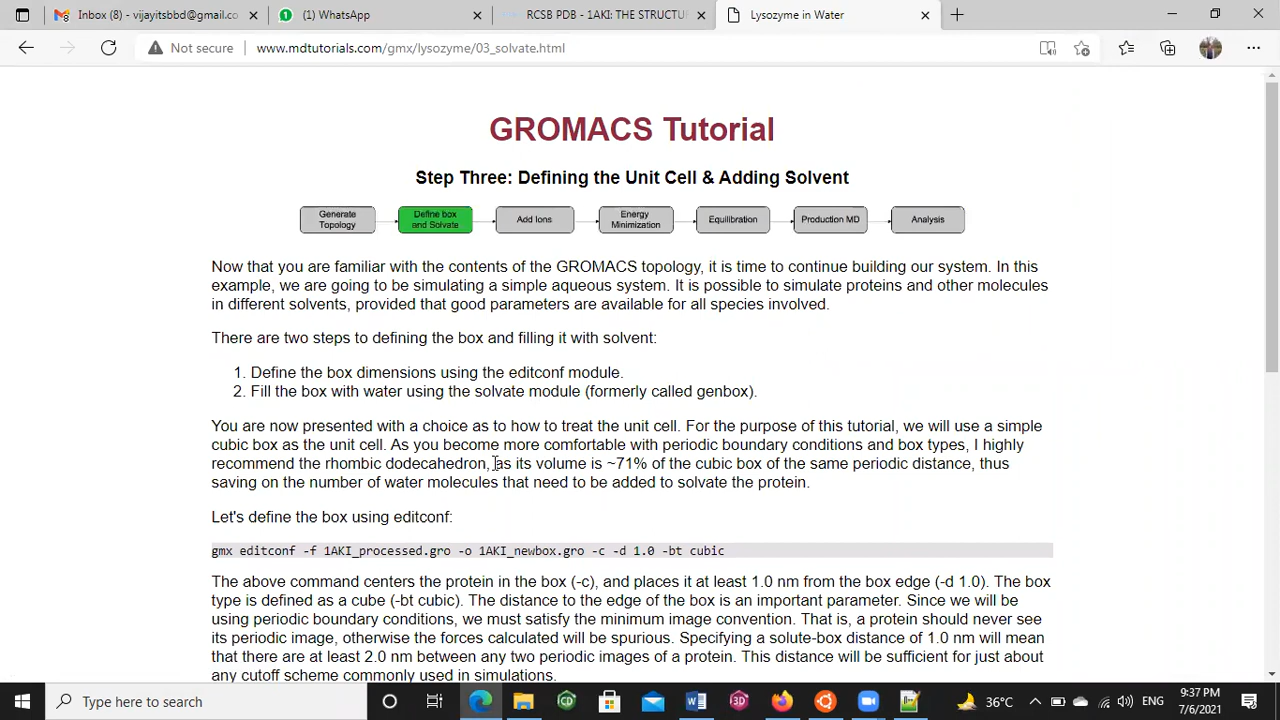 Inbox (8) - vijayitsbbd@gmail.co
(1) WhatsApp
RCSB PDB - 1AKI: THE STRUCTU
Lysozyme in Water
Not secure
www.mdtutorials.com/gmx/lysozyme/03_solvate.html
GROMACS Tutorial
Step Three: Defining the Unit Cell & Adding Solvent
Generate
Topology
Define box
and Solvate
Add Ions
Energy
Minimization
Equilibration
Production MD
Analysis
Now that you are familiar with the contents of the GROMACS topology, it is time to continue building our system. In this
example, we are going to be simulating a simple aqueous system. It is possible to simulate proteins and other molecules
in different solvents, provided that good parameters are available for all species involved.
There are two steps to defining the box and filling it with solvent:
1. Define the box dimensions using the editconf module.
2. Fill the box with water using the solvate module (formerly called genbox).
You are now presented with a choice as to how to treat the unit cell. For the purpose of this tutorial, we will use a simple
cubic box as the unit cell. As you become more comfortable with periodic boundary conditions and box types, I highly
recommend the rhombic dodecahedron, as its volume is ~71% of the cubic box of the same periodic distance, thus
saving on the number of water molecules that need to be added to solvate the protein.
Let's define the box using editconf:
gmx editconf -f 1AKI_processed.gro -o 1AKI_newbox.gro -c -d 1.0 -bt cubic
The above command centers the protein in the box (-c), and places it at least 1.0 nm from the box edge (-d 1.0). The box
type is defined as a cube (-bt cubic). The distance to the edge of the box is an important parameter. Since we will be
using periodic boundary conditions, we must satisfy the minimum image convention. That is, a protein should never see
its periodic image, otherwise the forces calculated will be spurious. Specifying a solute-box distance of 1.0 nm will mean
that there are at least 2.0 nm between any two periodic images of a protein. This distance will be sufficient for just about
any cutoff scheme commonly used in simulations.
Type here to search
36°C
ENG
9:37 PM
7/6/2021